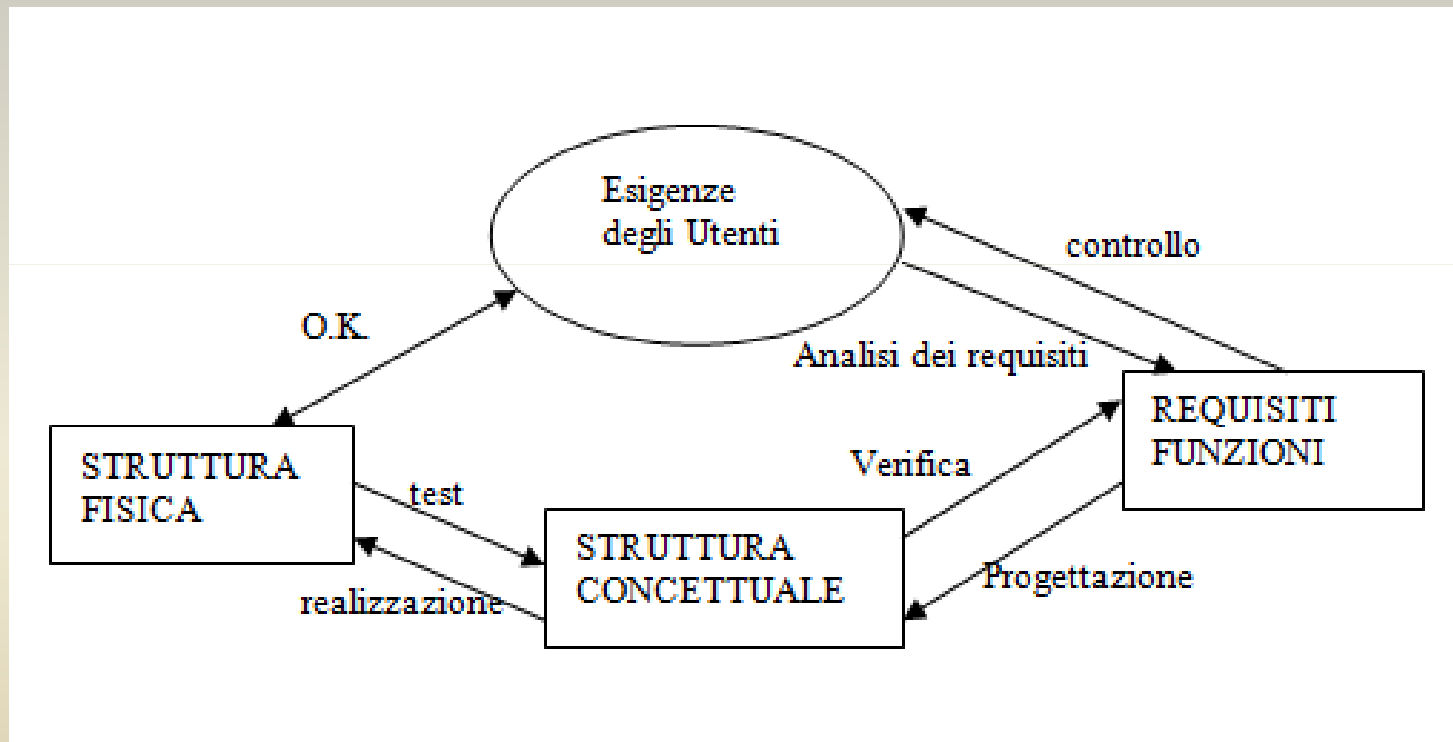 Esigenze
degli Utenti
controllo
O.K.
Analisi dei requisiti
REQUISITI
FUNZIONI
STRUTTURA
FISICA
Verifica
test
STRUTTURA
CONCETTUALE
Progettazione
realizzazione